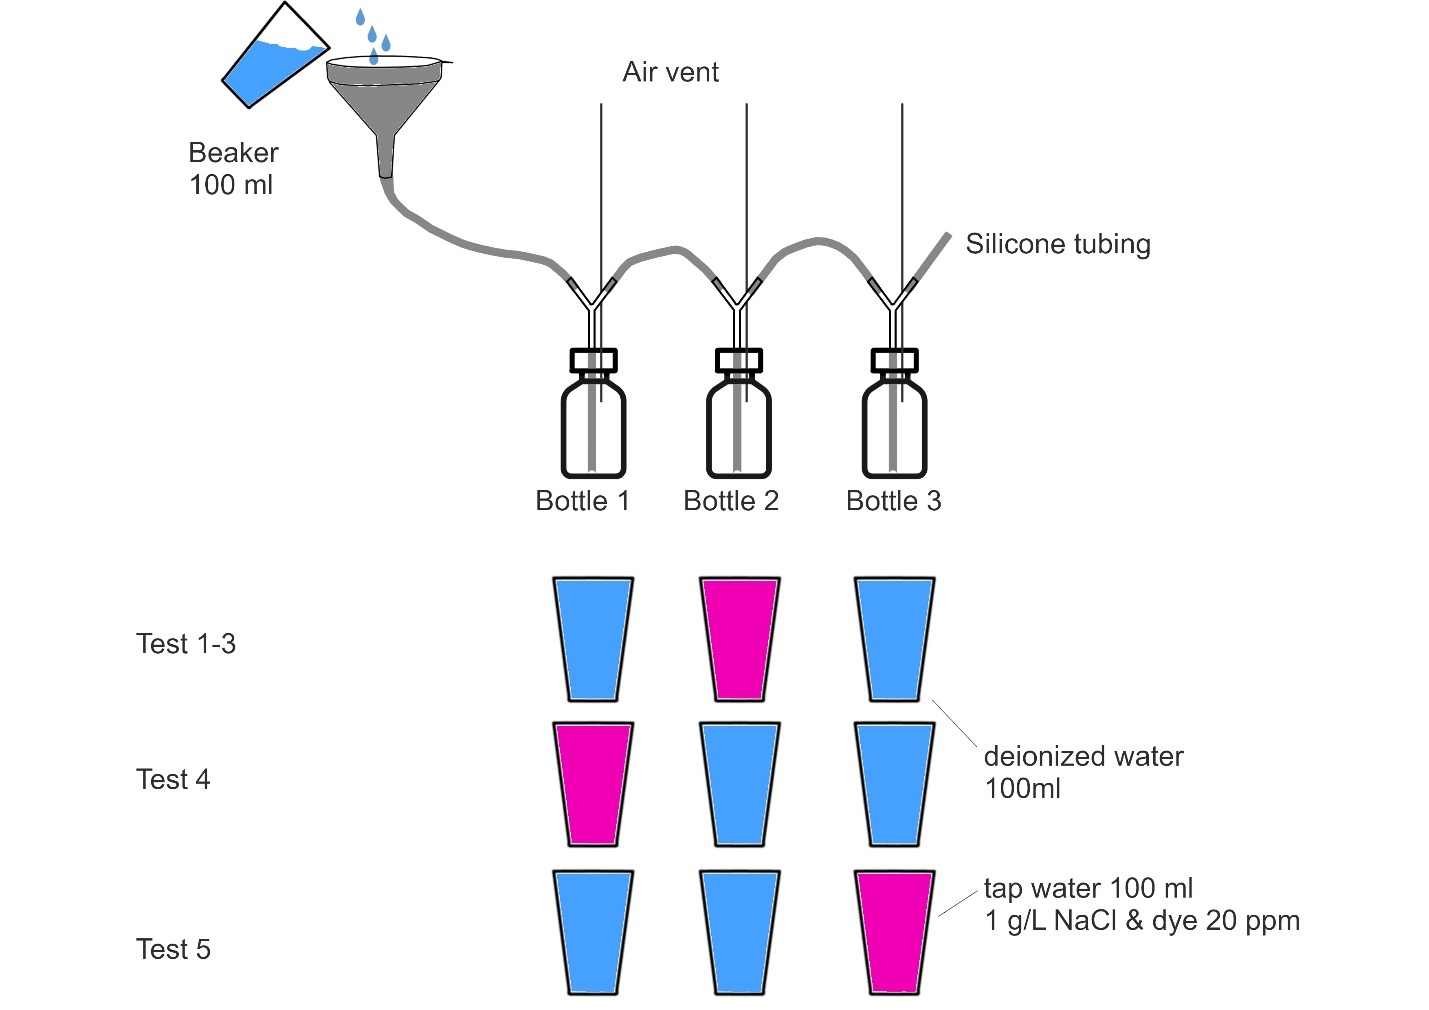 Air vent
Beaker
100 ml
Silicone tubing
Bottle 1
Bottle 2
Bottle 3
Test 1-3
deionized water
100ml
Test 4
tap water 100 ml
1 g/L NaCl & dye 20 ppm
Test 5